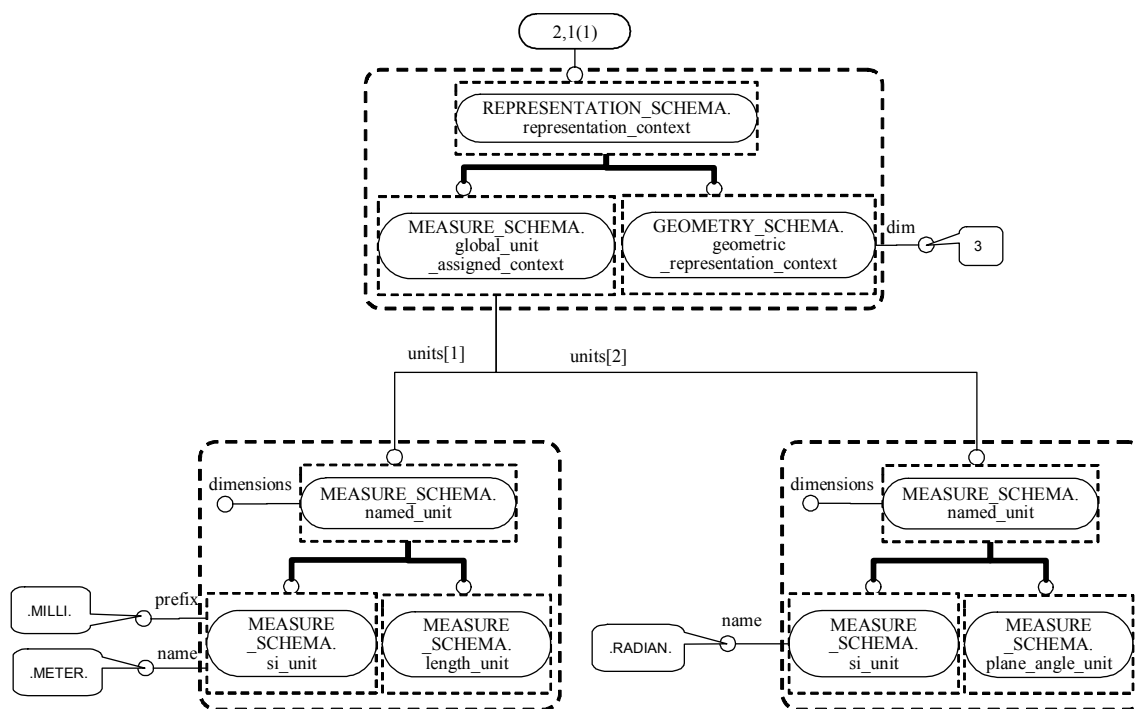 2,1(1)
REPRESENTATION_SCHEMA.
representation_context
MEASURE_SCHEMA.
global_unit
_assigned_context
GEOMETRY_SCHEMA.
geometric
_representation_context
dim
3
units[1]
units[2]
dimensions
MEASURE_SCHEMA.
named_unit
dimensions
MEASURE_SCHEMA.
named_unit
.MILLI.
prefix
.METER.
name
MEASURE
_SCHEMA.
si_unit
MEASURE
_SCHEMA.
length_unit
.RADIAN.
name
MEASURE
_SCHEMA.
si_unit
MEASURE
_SCHEMA.
plane_angle_unit